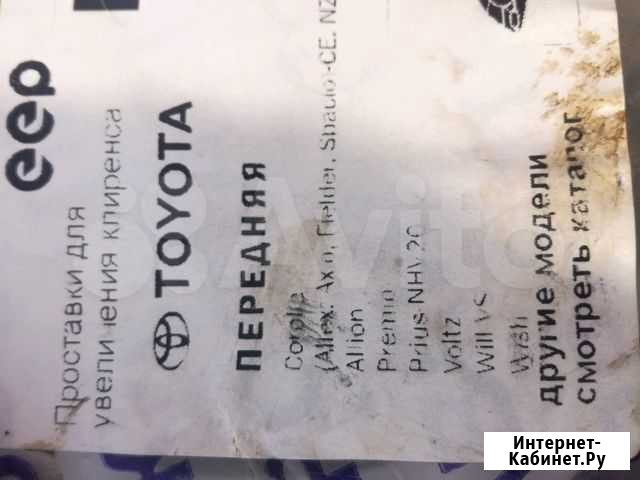 eep
Проставки для
увеличения клиренса
TOYOTA
ПЕРЕДНЯЯ
Corolla
(Allex, Axio, Fielder, Spacio-CE, NZ
Allion
Premio
Prius-NHW20
Voltz
Will VS
Wish
другие модели
смотреть каталог
Avito
Интернет-
Кабинет.Ру